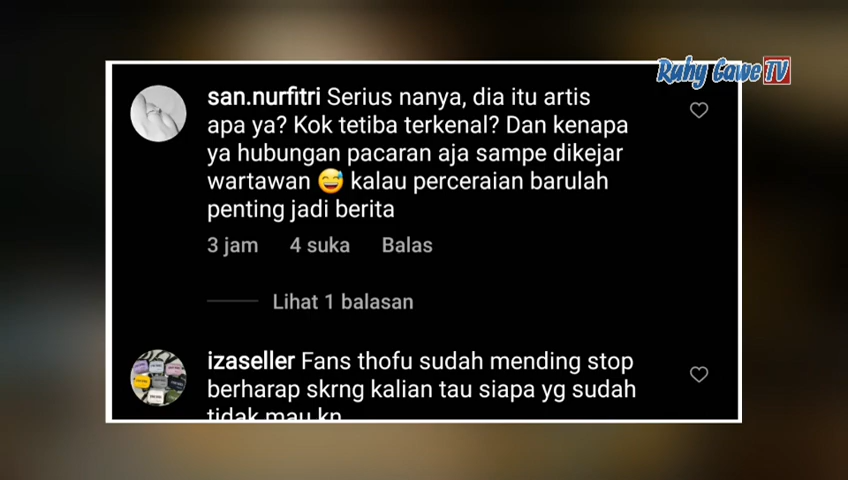 Ruhy Gawe TV
san.nurfitri Serius nanya, dia itu artis
apa ya? Kok tetiba terkenal? Dan kenapa
ya hubungan pacaran aja sampe dikejar
wartawan 😅 kalau perceraian barulah
penting jadi berita
3 jam 4 suka Balas
Lihat 1 balasan
izaseller Fans thofu sudah mending stop
berharap skrng kalian tau siapa yg sudah
tidak mau kn